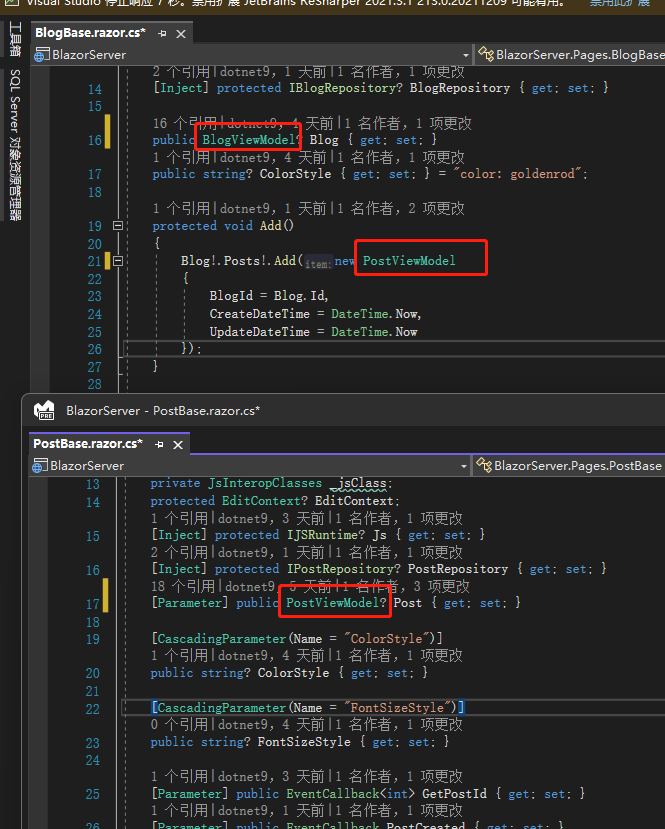 Visual Studio 停止响应 7 秒。禁用扩展"JetBrains ReSharper 2021.3.1 213.0.20211209"可能有用。 禁用此扩展
工具箱
SQL Server 对象资源管理器
BlogBase.razor.cs*
BlazorServer
BlazorServer.Pages.BlogBase
2 个引用|dotnet9，1 天前|1 名作者，1 项更改
14 [Inject] protected IBlogRepository? BlogRepository { get; set; }
15
16 个引用|dotnet9，4 天前|1 名作者，1 项更改
16 public BlogViewModel? Blog { get; set; }
1 个引用|dotnet9，4 天前|1 名作者，1 项更改
17 public string? ColorStyle { get; set; } = "color: goldenrod";
18
1 个引用|dotnet9，1 天前|1 名作者，2 项更改
19 protected void Add()
20 {
21 Blog!.Posts!.Add(item: new PostViewModel
22 {
23 BlogId = Blog.Id,
24 CreateDateTime = DateTime.Now,
25 UpdateDateTime = DateTime.Now
26 });
27 }
28
PRE
BlazorServer - PostBase.razor.cs*
PostBase.razor.cs*
BlazorServer
BlazorServer.Pages.PostBase
13 private JsInteropClasses _jsClass;
14 protected EditContext? EditContext;
1 个引用|dotnet9，3 天前|1 名作者，1 项更改
15 [Inject] protected IJSRuntime? Js { get; set; }
2 个引用|dotnet9，1 天前|1 名作者，1 项更改
16 [Inject] protected IPostRepository? PostRepository { get; set; }
18 个引用|dotnet9，5 天前|1 名作者，3 项更改
17 [Parameter] public PostViewModel? Post { get; set; }
18
19 [CascadingParameter(Name = "ColorStyle")]
1 个引用|dotnet9，4 天前|1 名作者，1 项更改
20 public string? ColorStyle { get; set; }
21
22 [CascadingParameter(Name = "FontSizeStyle")]
0 个引用|dotnet9，4 天前|1 名作者，1 项更改
23 public string? FontSizeStyle { get; set; }
24
1 个引用|dotnet9，3 天前|1 名作者，1 项更改
25 [Parameter] public EventCallback<int> GetPostId { get; set; }
1 个引用|dotnet9，1 天前|1 名作者，1 项更改
26 [Parameter] public EventCallback PostCreated { get; set; }